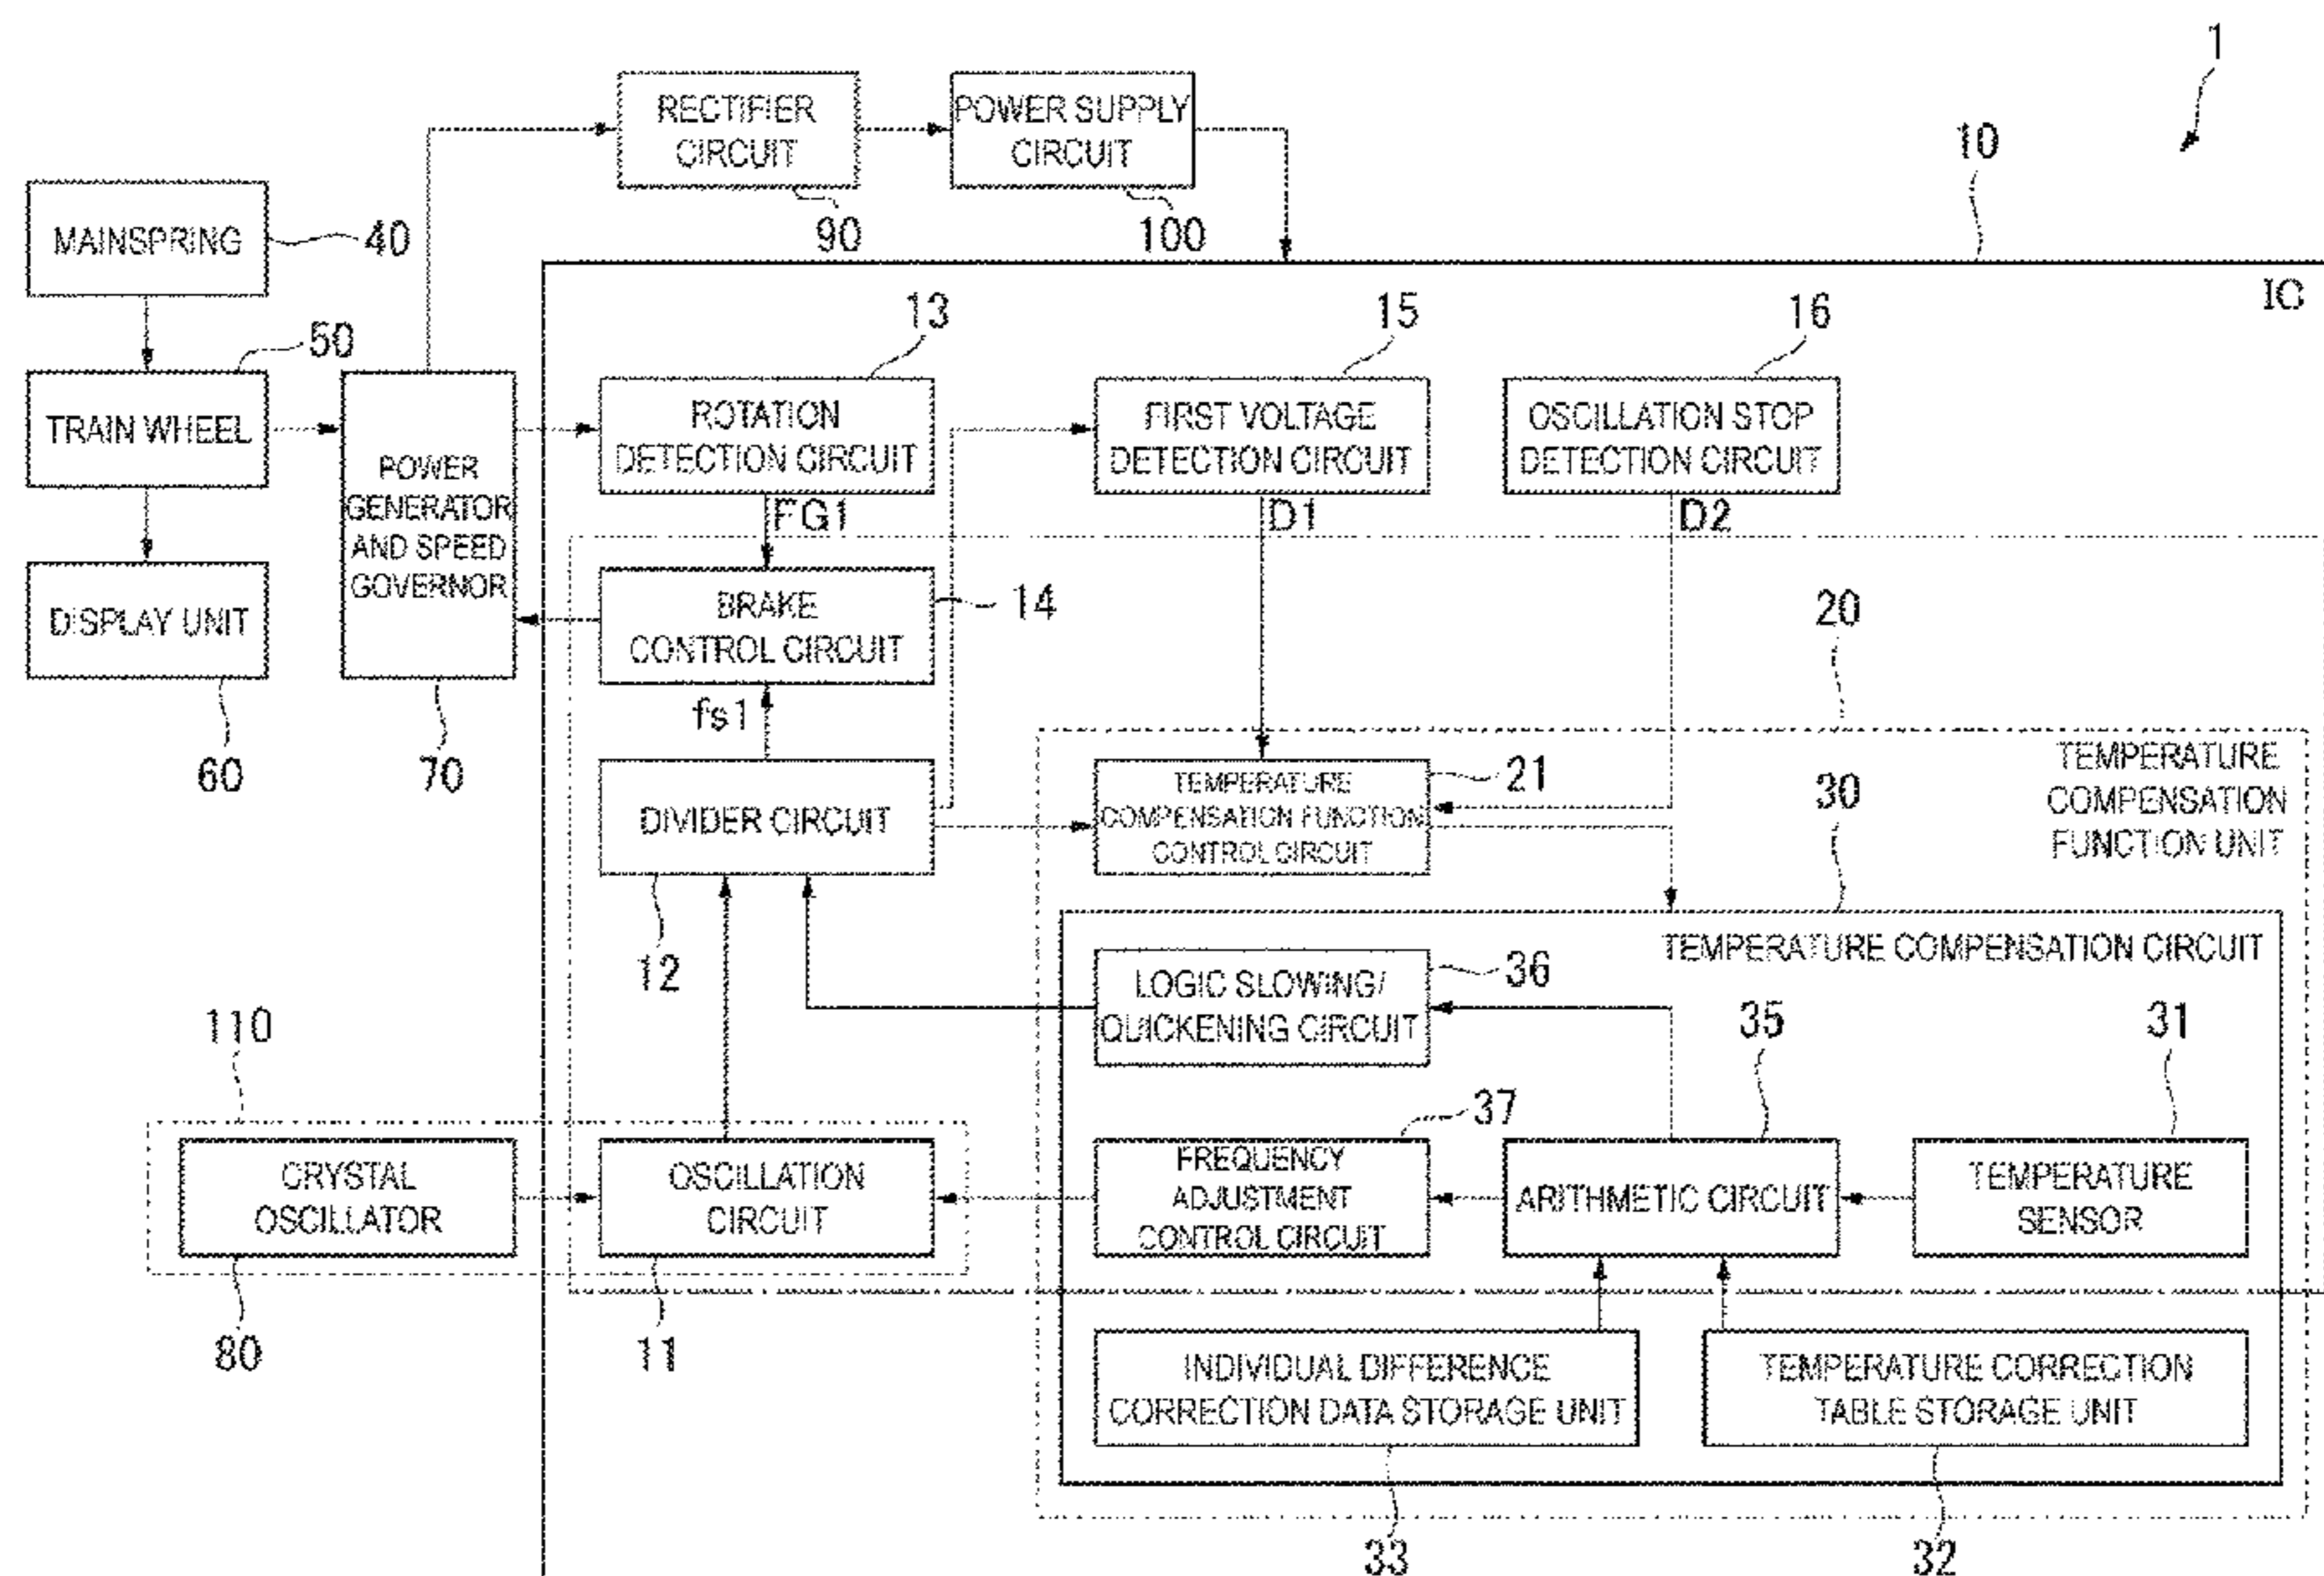 1
RECTIFIER
CIRCUIT
POWER SUPPLY
CIRCUIT
10
90
100
MAINSPRING
40
IC
13
15
16
50
TRAIN WHEEL
ROTATION
DETECTION CIRCUIT
FIRST VOLTAGE
DETECTION CIRCUIT
OSCILLATION STOP
DETECTION CIRCUIT
POWER
GENERATOR
AND SPEED
GOVERNOR
FG1
D1
D2
DISPLAY UNIT
BRAKE
CONTROL CIRCUIT
14
20
fs1
60
70
TEMPERATURE
COMPENSATION FUNCTION
CONTROL CIRCUIT
21
30
TEMPERATURE
COMPENSATION
FUNCTION UNIT
DIVIDER CIRCUIT
12
TEMPERATURE COMPENSATION CIRCUIT
LOGIC SLOWING/
QUICKENING CIRCUIT
36
35
31
110
37
CRYSTAL
OSCILLATOR
OSCILLATION
CIRCUIT
FREQUENCY
ADJUSTMENT
CONTROL CIRCUIT
ARITHMETIC CIRCUIT
TEMPERATURE
SENSOR
80
11
INDIVIDUAL DIFFERENCE
CORRECTION DATA STORAGE UNIT
TEMPERATURE CORRECTION
TABLE STORAGE UNIT
33
32